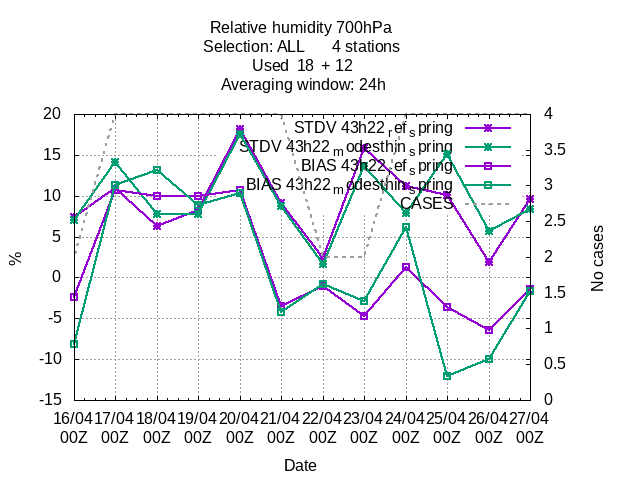 Relative humidity 700hPa
Selection: ALL 4 stations
Used 18 + 12
Averaging window: 24h
STDV 43h22_ref_spring
STDV 43h22_modesthin_spring
BIAS 43h22_ref_spring
BIAS 43h22_modesthin_spring
CASES
20
15
10
5
0
-5
-10
-15
%
4
3.5
3
2.5
2
1.5
1
0.5
0
No cases
16/04 17/04 18/04 19/04 20/04 21/04 22/04 23/04 24/04 25/04 26/04 27/04
00Z 00Z 00Z 00Z 00Z 00Z 00Z 00Z 00Z 00Z 00Z 00Z
Date